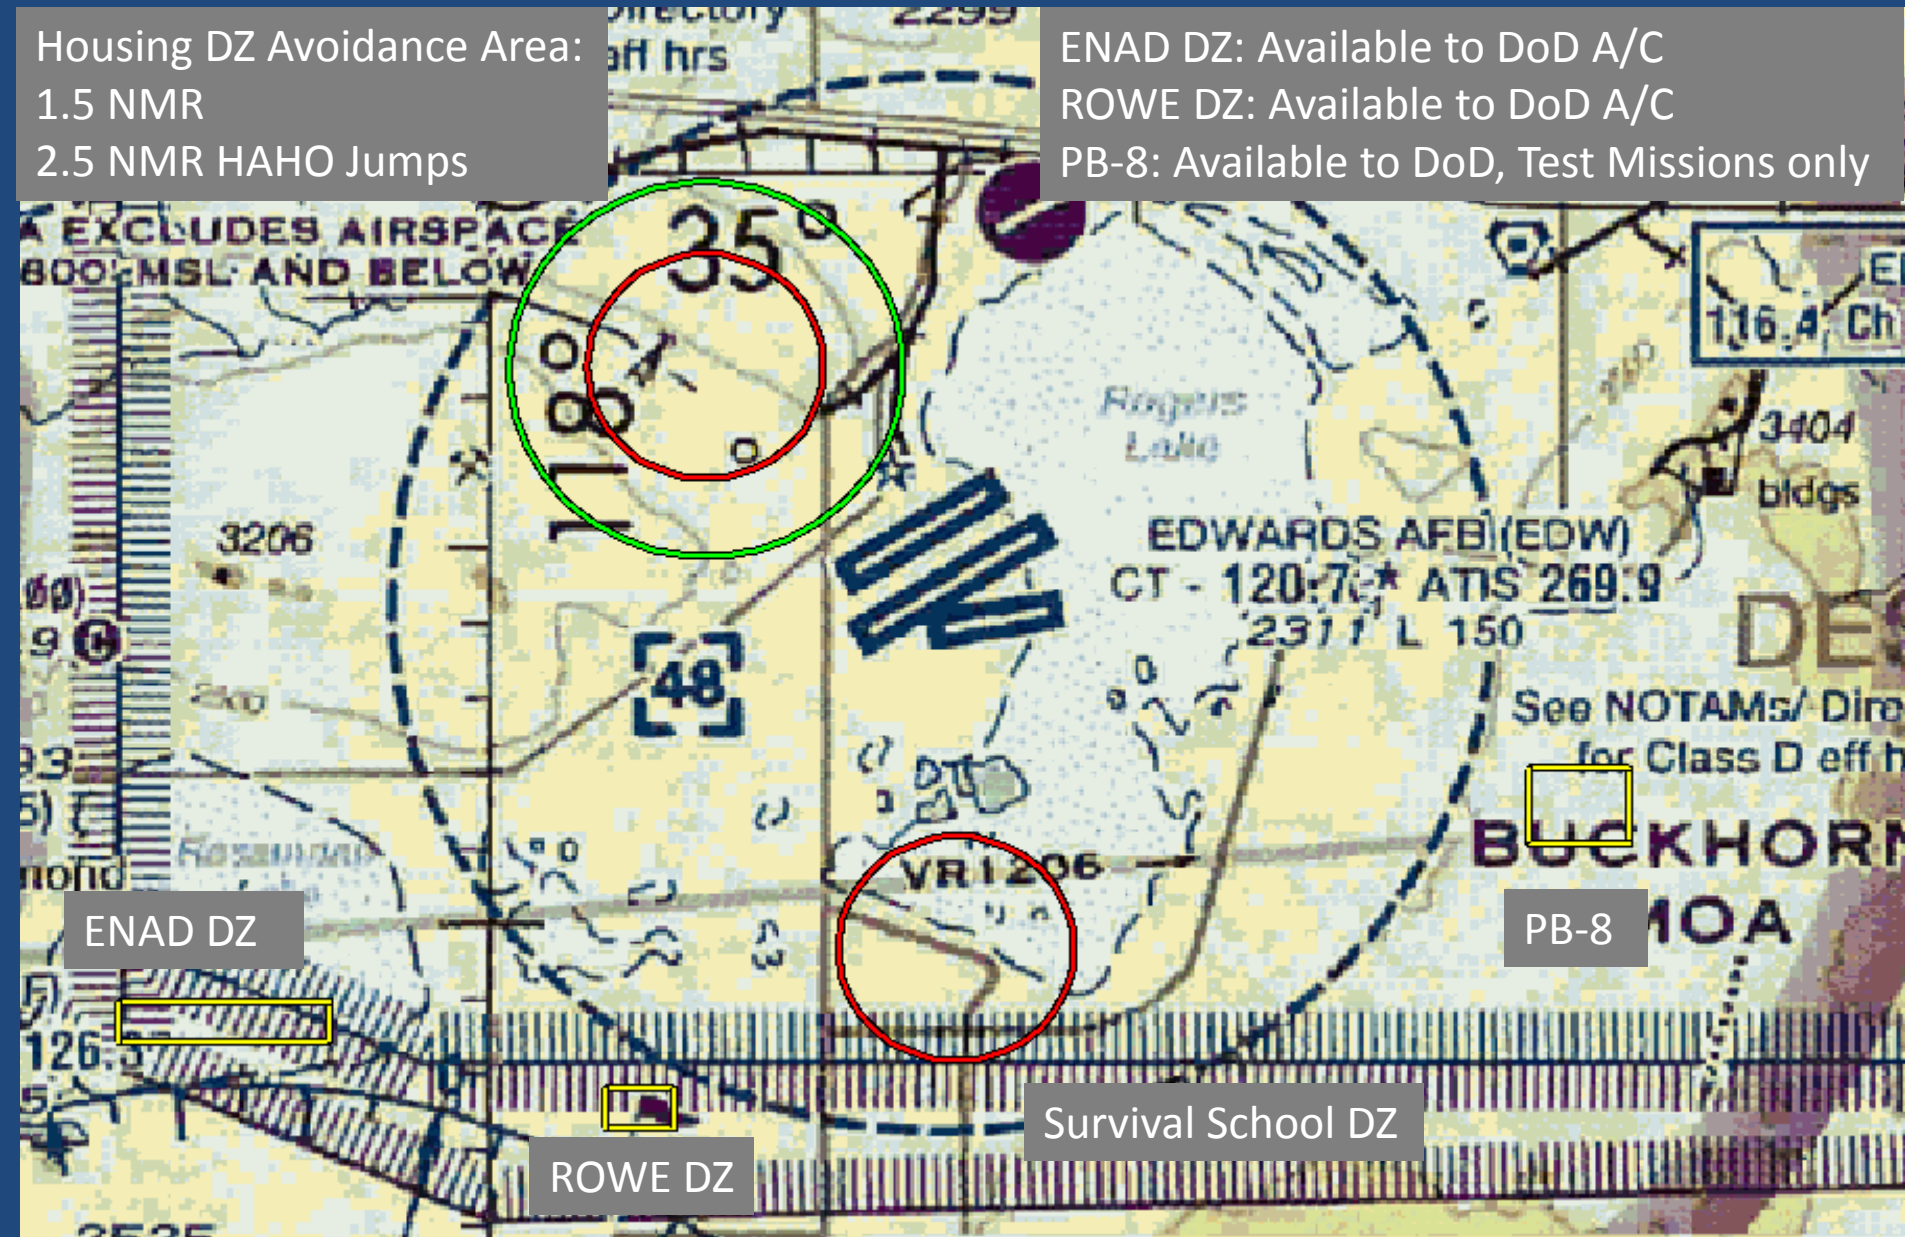 Housing DZ Avoidance Area:
1.5 NMR
2.5 NMR HAHO Jumps
ENAD DZ: Available to DoD A/C
ROWE DZ: Available to DoD A/C
PB-8: Available to DoD, Test Missions only
2299
hrs
EXCLUDES AIRSPACE
MSL AND BELOW
35°
118°
116.4 Ch
Rogers
Lake
3404
bldgs
3206
EDWARDS AFB (EDW)
CT - 120.7 * ATIS 269.9
2311 L 150
48
See NOTAMs/
for Class D eff
VR1206
BUCKHORN
MOA
ENAD DZ
PB-8
Survival School DZ
ROWE DZ